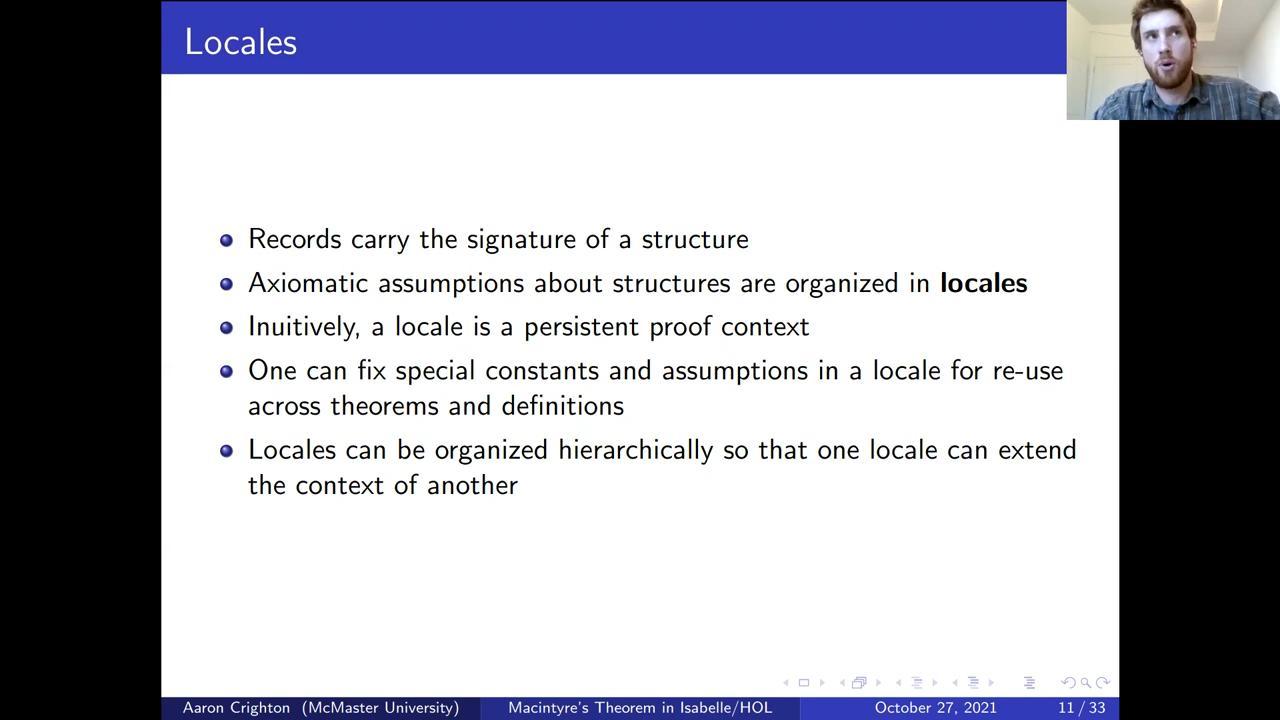 Locales
Records carry the signature of a structure
Axiomatic assumptions about structures are organized in locales
Inuitively, a locale is a persistent proof context
One can fix special constants and assumptions in a locale for re-use
across theorems and definitions
Locales can be organized hierarchically so that one locale can extend
the context of another
Aaron Crighton (McMaster University) Macintyre's Theorem in Isabelle/HOL October 27, 2021 11 / 33